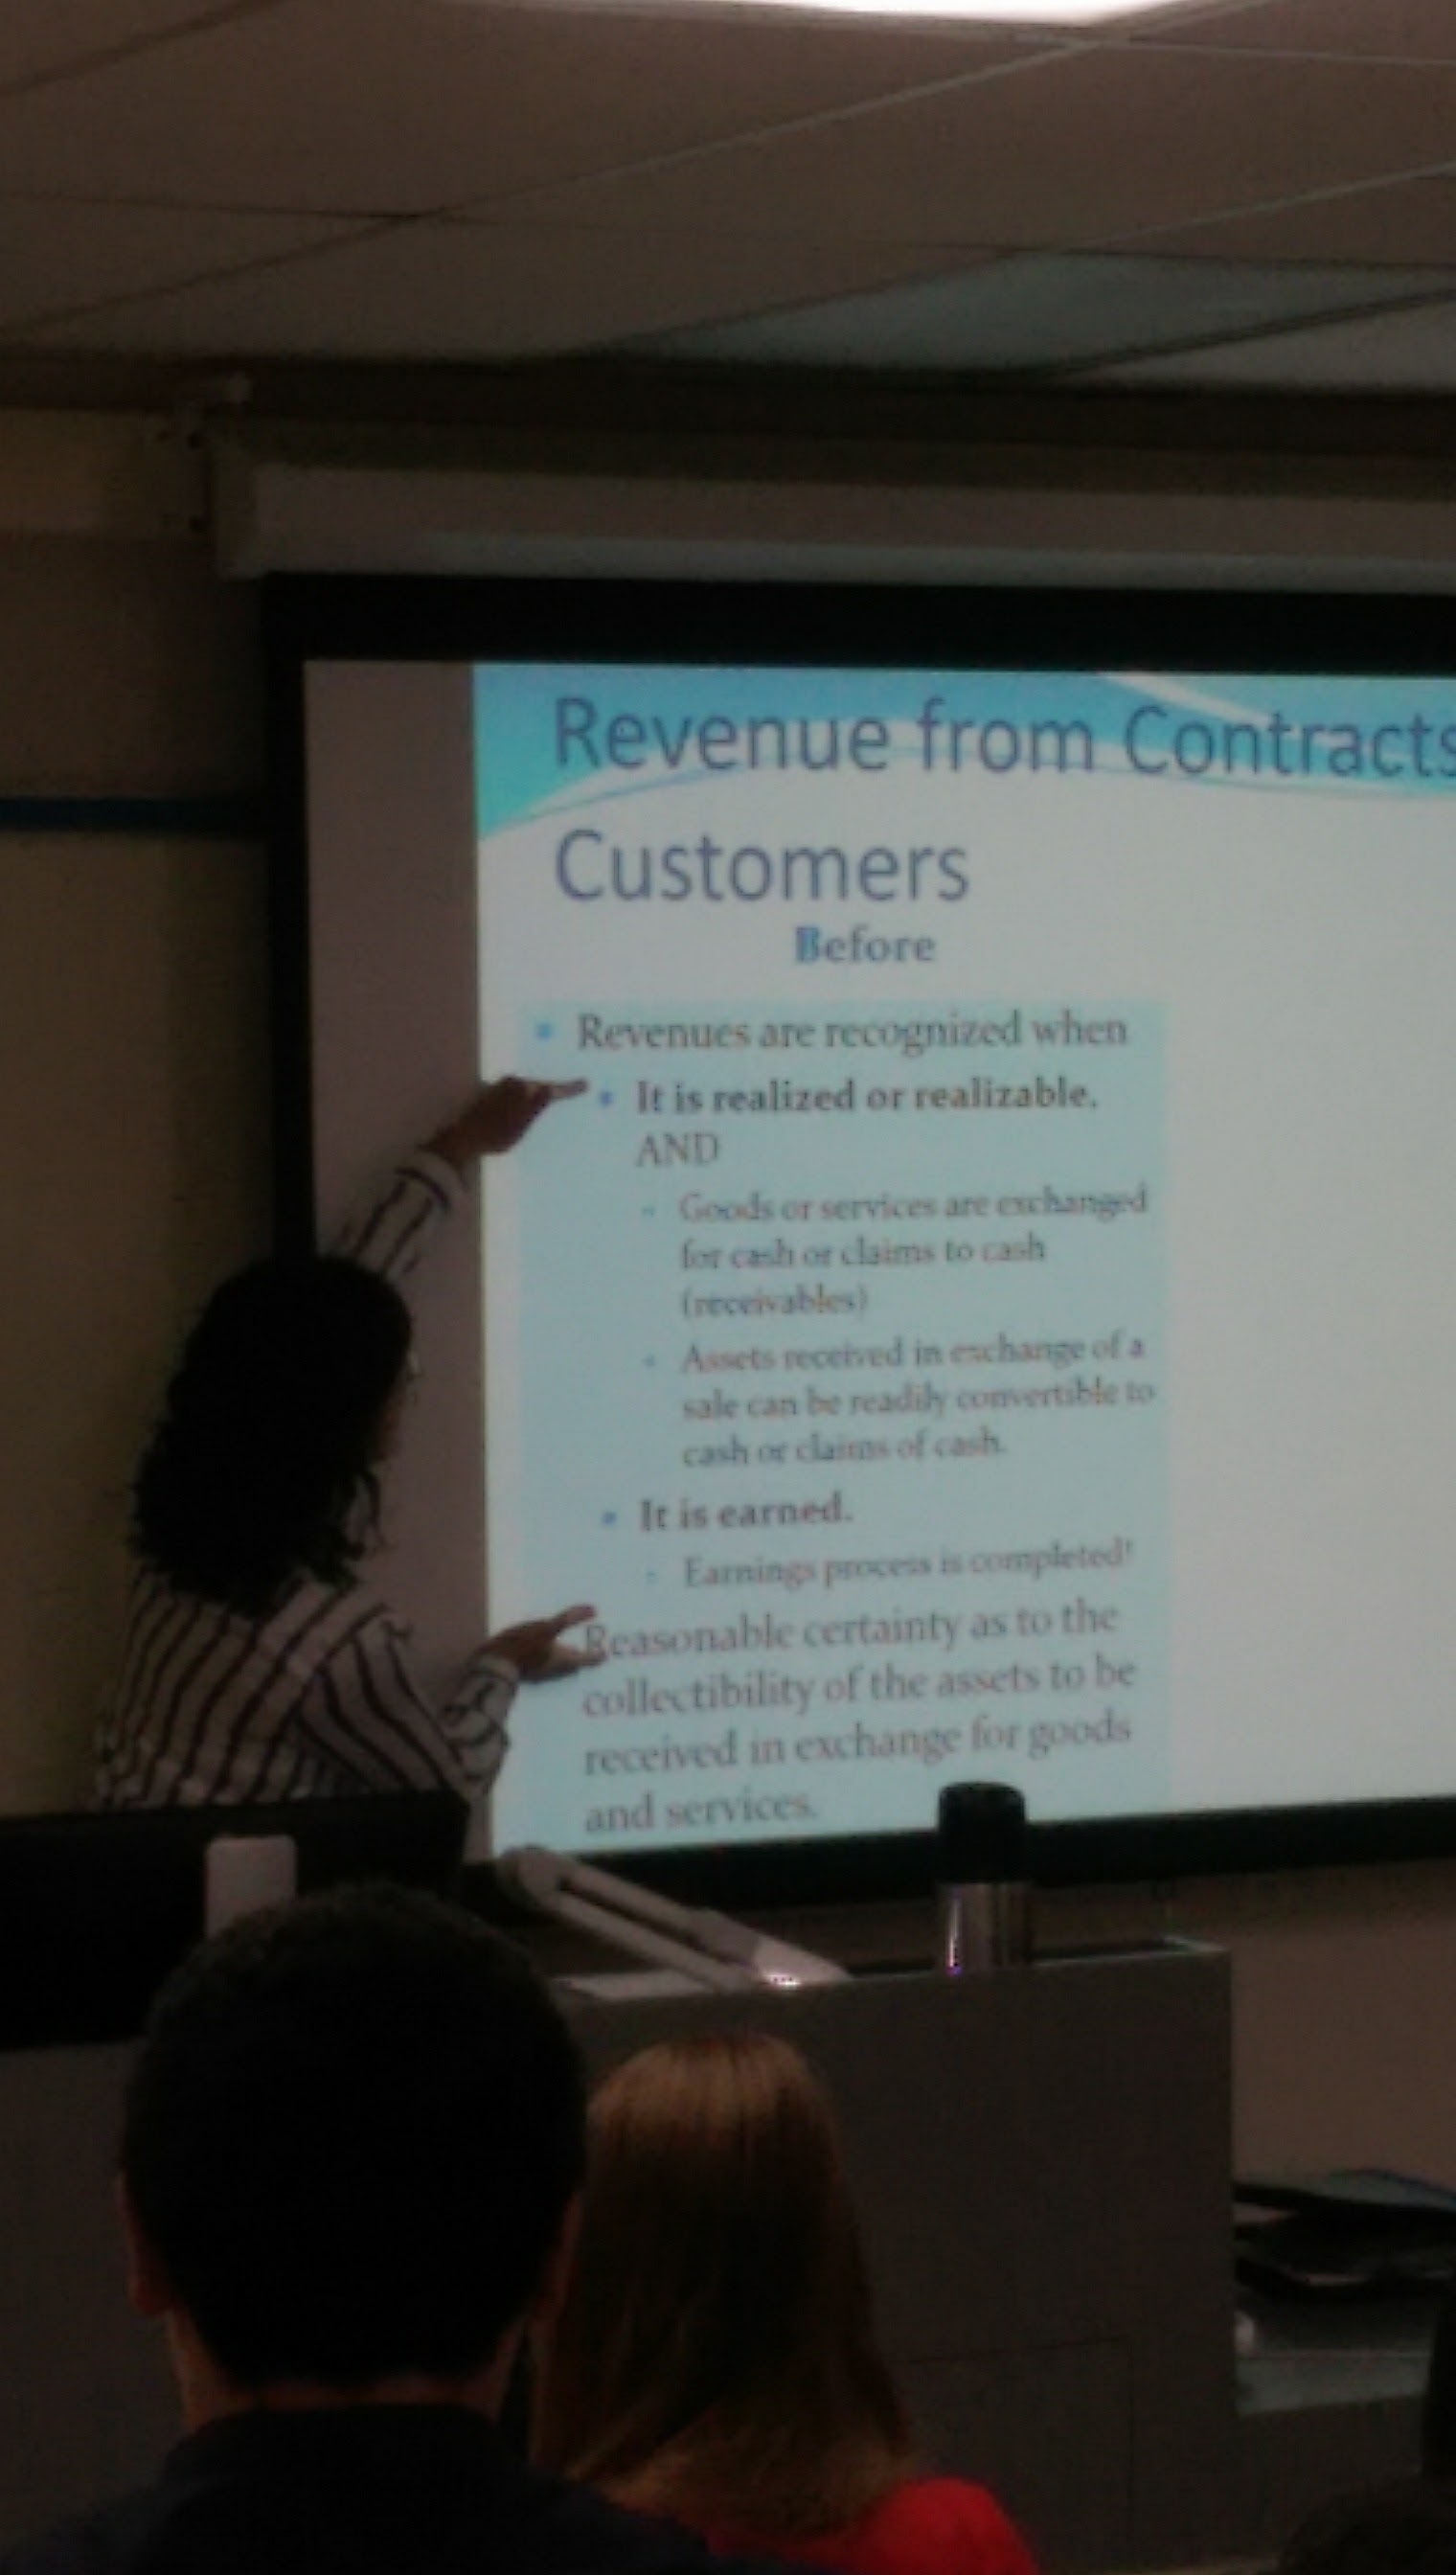 Revenue from Contracts
Customers
Before
Revenues are recognized when
It is realized or realizable.
AND
Goods or services are exchanged
for cash or claims to cash
(receivables)
Assets received in exchange of a
sale can be readily convertible to
cash or claims of cash.
It is earned.
Earnings process is completed!
Reasonable certainty as to the
collectibility of the assets to be
received in exchange for goods
and services.